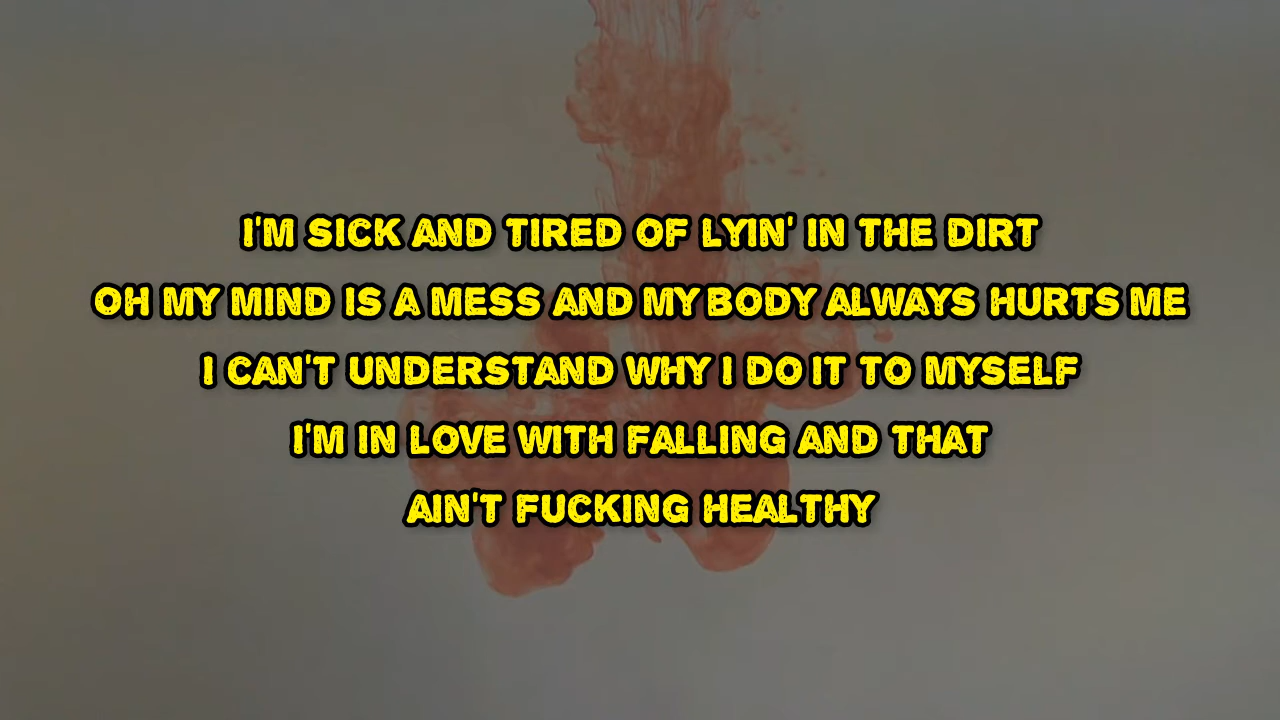 I'M SICK AND TIRED OF LYIN' IN THE DIRT
OH MY MIND IS A MESS AND MY BODY ALWAYS HURTS ME
I CAN'T UNDERSTAND WHY I DO IT TO MYSELF
I'M IN LOVE WITH FALLING AND THAT
AIN'T FUCKING HEALTHY